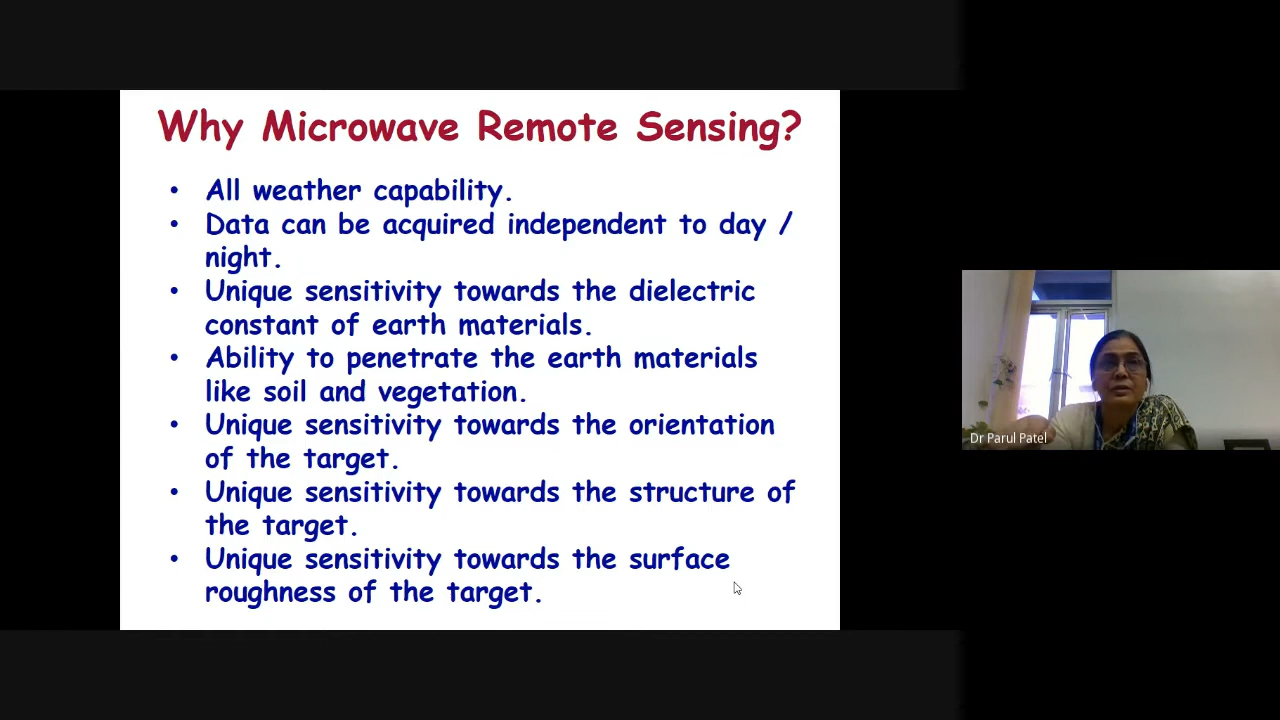 Why Microwave Remote Sensing?
• All weather capability.
• Data can be acquired independent to day /
night.
• Unique sensitivity towards the dielectric
constant of earth materials.
• Ability to penetrate the earth materials
like soil and vegetation.
• Unique sensitivity towards the orientation
of the target.
• Unique sensitivity towards the structure of
the target.
• Unique sensitivity towards the surface
roughness of the target.
Dr Parul Patel